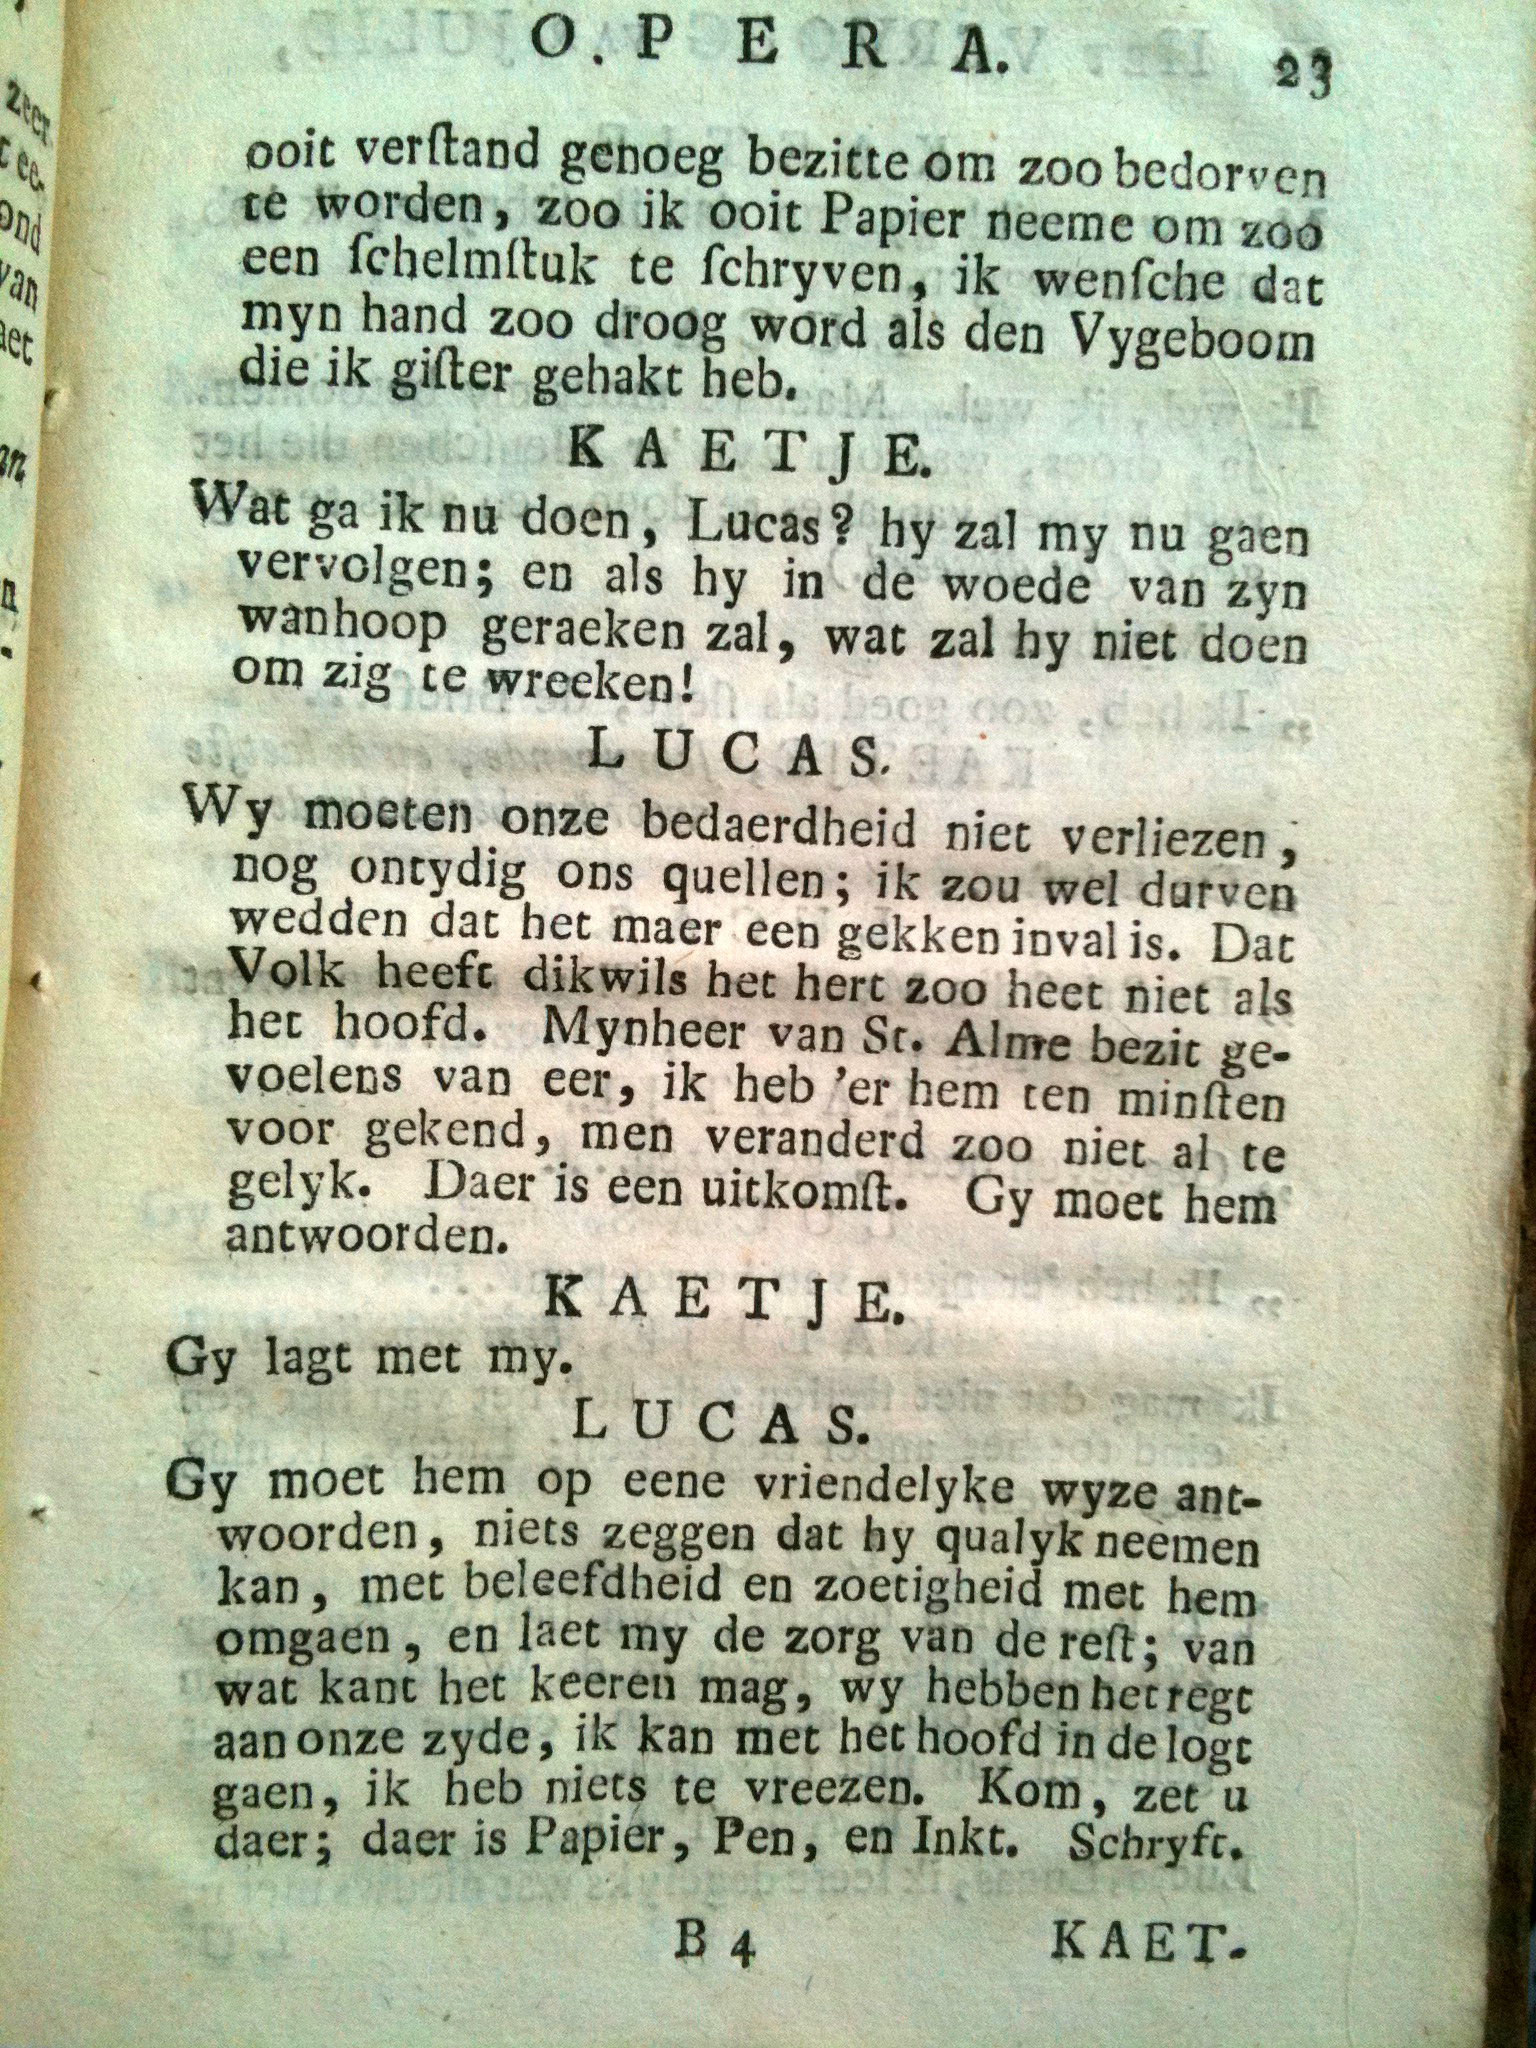 O. P E R A. 23
ooit verſtand genoeg bezitte om zoo bedorven
te worden, zoo ik ooit Papier neeme om zoo
een ſchelmſtuk te ſchryven, ik wenſche dat
myn hand zoo droog word als den Vygeboom
die ik giſter gehakt heb.
K A E T J E.
Wat ga ik nu doen, Lucas? hy zal my nu gaen
vervolgen; en als hy in de woede van zyn
wanhoop geraeken zal, wat zal hy niet doen
om zig te wreeken!
L U C A S.
Wy moeten onze bedaerdheid niet verliezen,
nog ontydig ons quellen; ik zou wel durven
wedden dat het maer een gekken inval is. Dat
Volk heeft dikwils het hert zoo heet niet als
het hoofd. Mynheer van St. Alme bezit ge-
voelens van eer, ik heb 'er hem ten minſten
voor gekend, men veranderd zoo niet al te
gelyk. Daer is een uitkomſt. Gy moet hem
antwoorden.
K A E T J E.
Gy lagt met my.
L U C A S.
Gy moet hem op eene vriendelyke wyze ant-
woorden, niets zeggen dat hy qualyk neemen
kan, met beleefdheid en zoetigheid met hem
omgaen, en laet my de zorg van de reſt; van
wat kant het keeren mag, wy hebben het regt
aan onze zyde, ik kan met het hoofd in de logt
gaen, ik heb niets te vreezen. Kom, zet u
daer; daer is Papier, Pen, en Inkt. Schryft.
B 4 KAET-